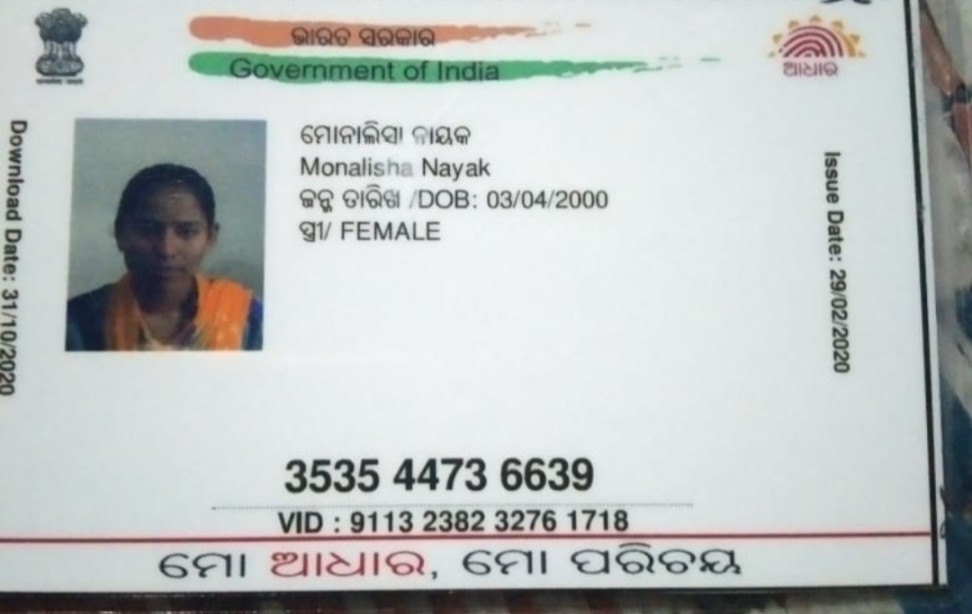 ଭାରତ ସରକାର
Government of India
ଆଧାର
Download Date: 31/10/2020
ମୋନାଲିସା ନାୟକ
Monalisha Nayak
ଜନ୍ମ ତାରିଖ /DOB: 03/04/2000
ସ୍ତ୍ରୀ/ FEMALE
Issue Date: 29/02/2020
3535 4473 6639
VID : 9113 2382 3276 1718
ମୋ ଆଧାର, ମୋ ପରିଚୟ